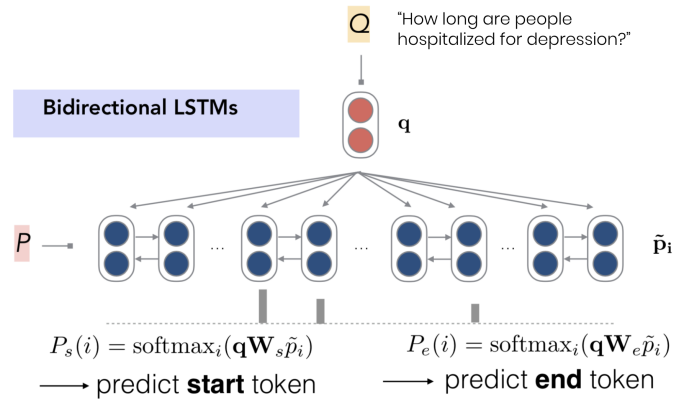 Q
"How long are people
hospitalized for depression?"
Bidirectional LSTMs
q
P
... ... ... ...
p̃ᵢ
Pₛ(i) = softmaxᵢ(qWₛp̃ᵢ)
Pₑ(i) = softmaxᵢ(qWₑp̃ᵢ)
→ predict start token
→ predict end token